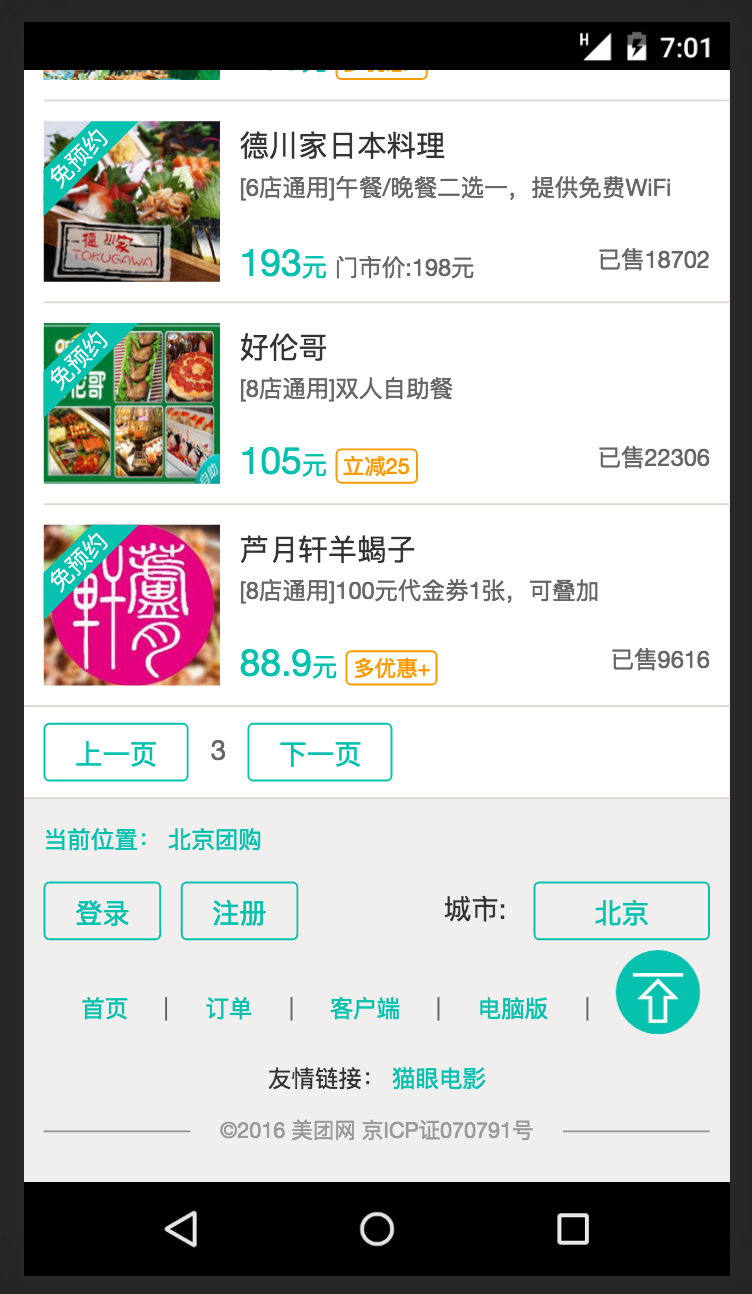 H 7:01
免预约
德川家日本料理
[6店通用]午餐/晚餐二选一，提供免费WiFi
193元 门市价:198元 已售18702
德川家
TOKUGAWA
免预约
好伦哥
[8店通用]双人自助餐
105元 立减25 已售22306
伦哥
自助
免预约
芦月轩羊蝎子
[8店通用]100元代金券1张，可叠加
88.9元 多优惠+ 已售9616
軒蘆月
上一页 3 下一页
当前位置： 北京团购
登录 注册 城市: 北京
首页 | 订单 | 客户端 | 电脑版 |
友情链接： 猫眼电影
©2016 美团网 京ICP证070791号